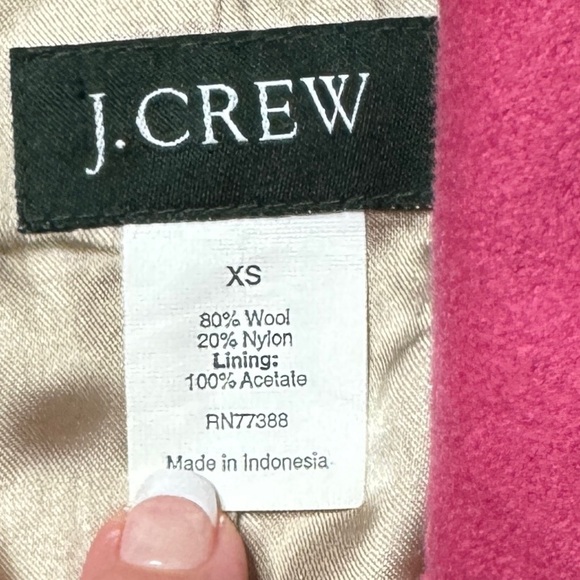 J.CREW
XS
80% Wool
20% Nylon
Lining:
100% Acetate
RN77388
Made in Indonesia